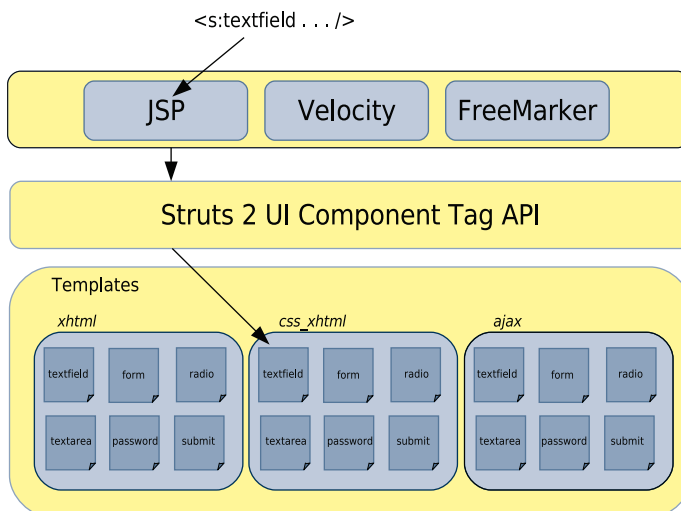 <s:textfield . . . />
JSP Velocity FreeMarker
Struts 2 UI Component Tag API
Templates
xhtml css_xhtml ajax
textfield form radio textfield form radio textfield form radio
textarea password submit textarea password submit textarea password submit